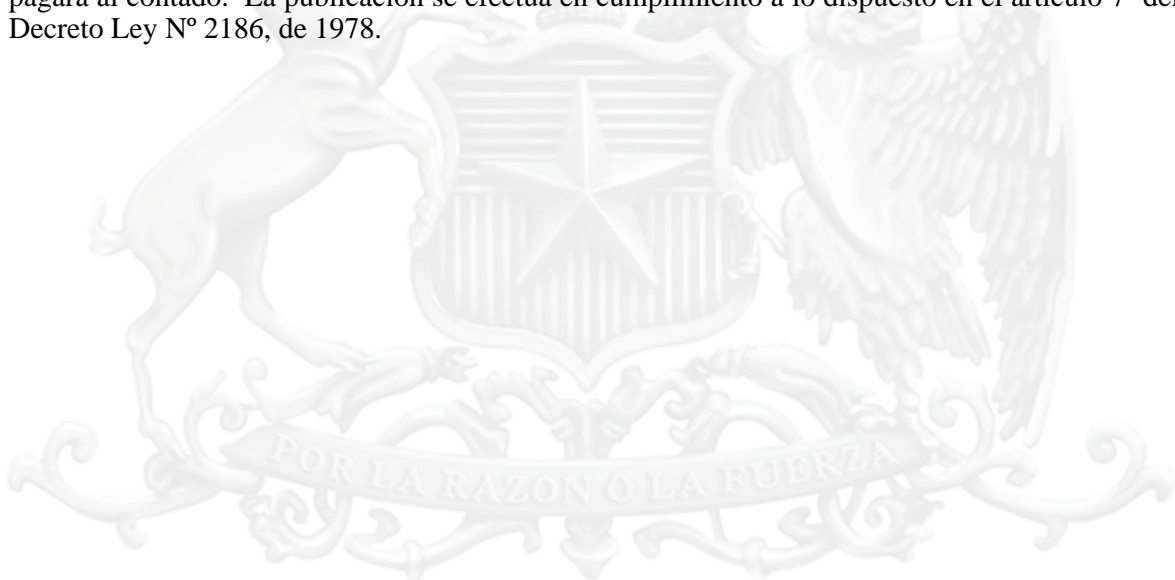 pagará al contado. La publicación se efectúa en cumplimiento a lo dispuesto en el artículo 7º del
Decreto Ley Nº 2186, de 1978.
POR LA RAZON O LA FUERZA